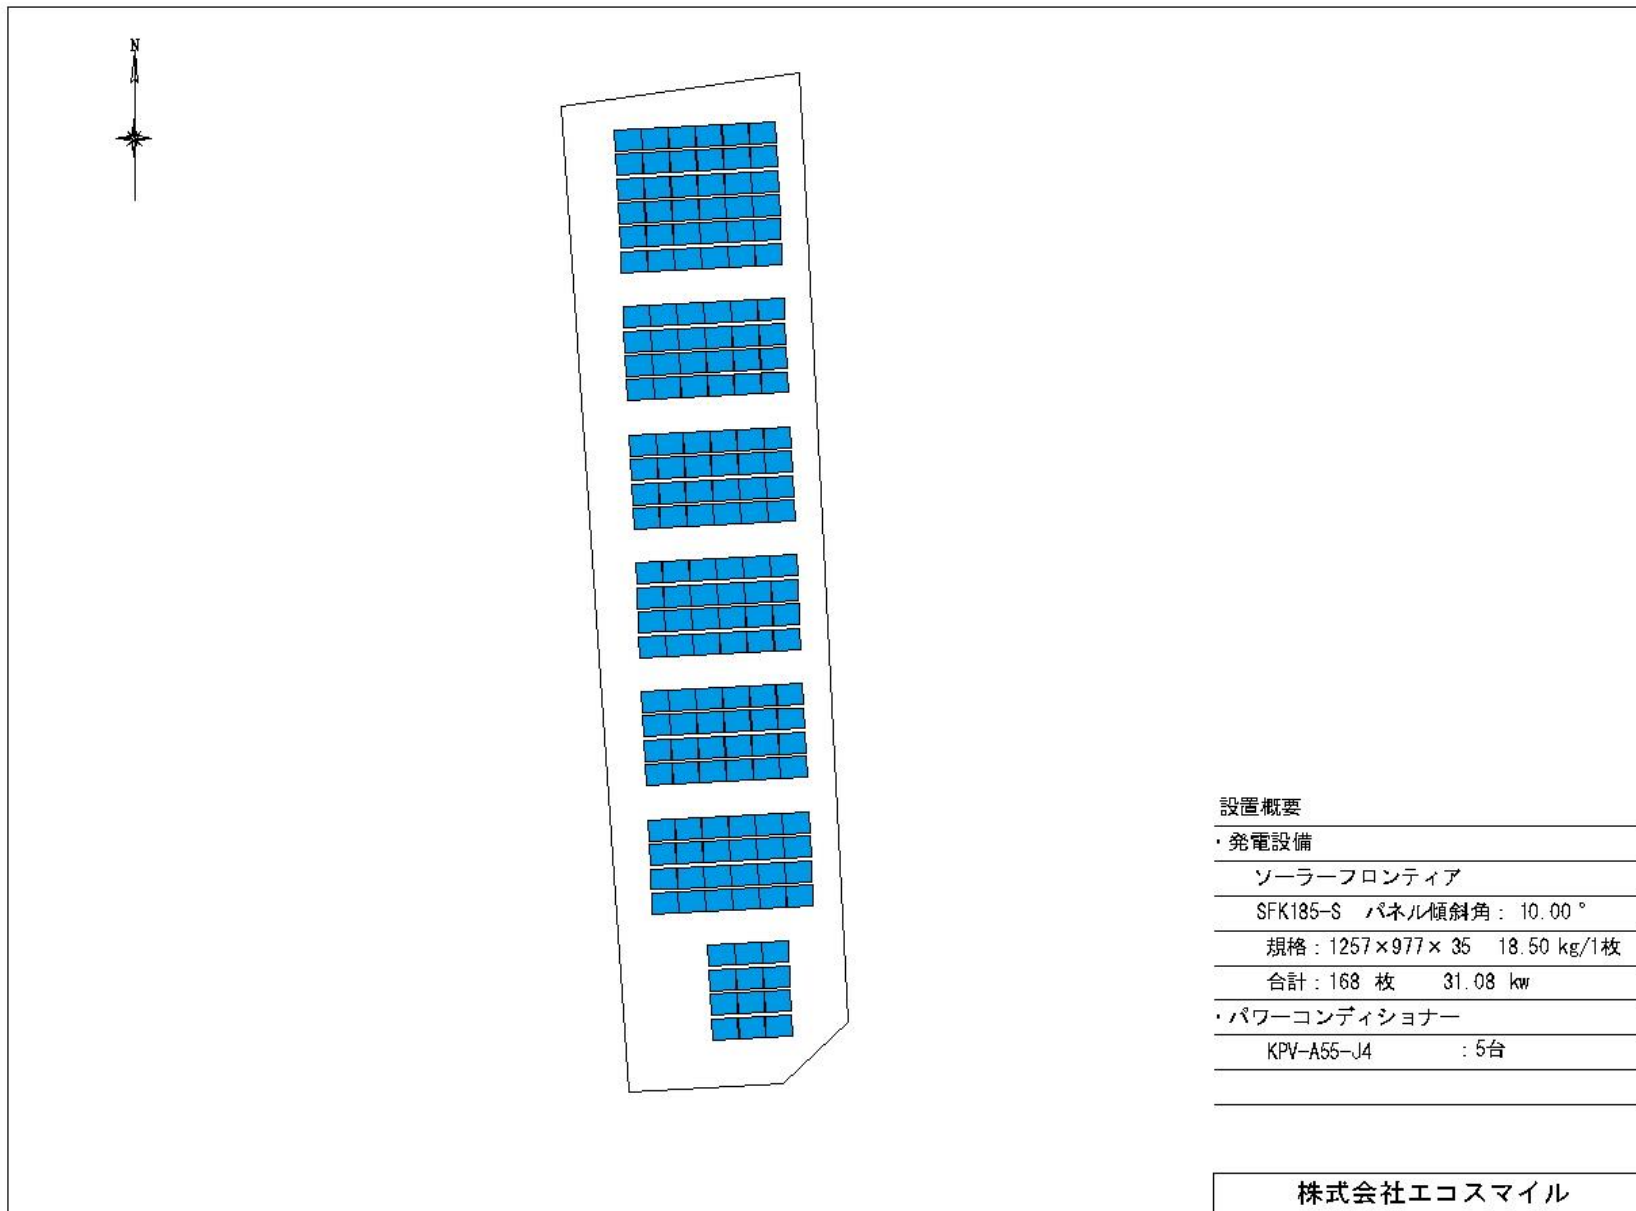 N
設置概要
・発電設備
ソーラーフロンティア
SFK185-S パネル傾斜角：10.00°
規格：1257×977×35 18.50 kg/1枚
合計：168 枚 31.08 kw
・パワーコンディショナー
KPV-A55-J4 ：5台
株式会社エコスマイル